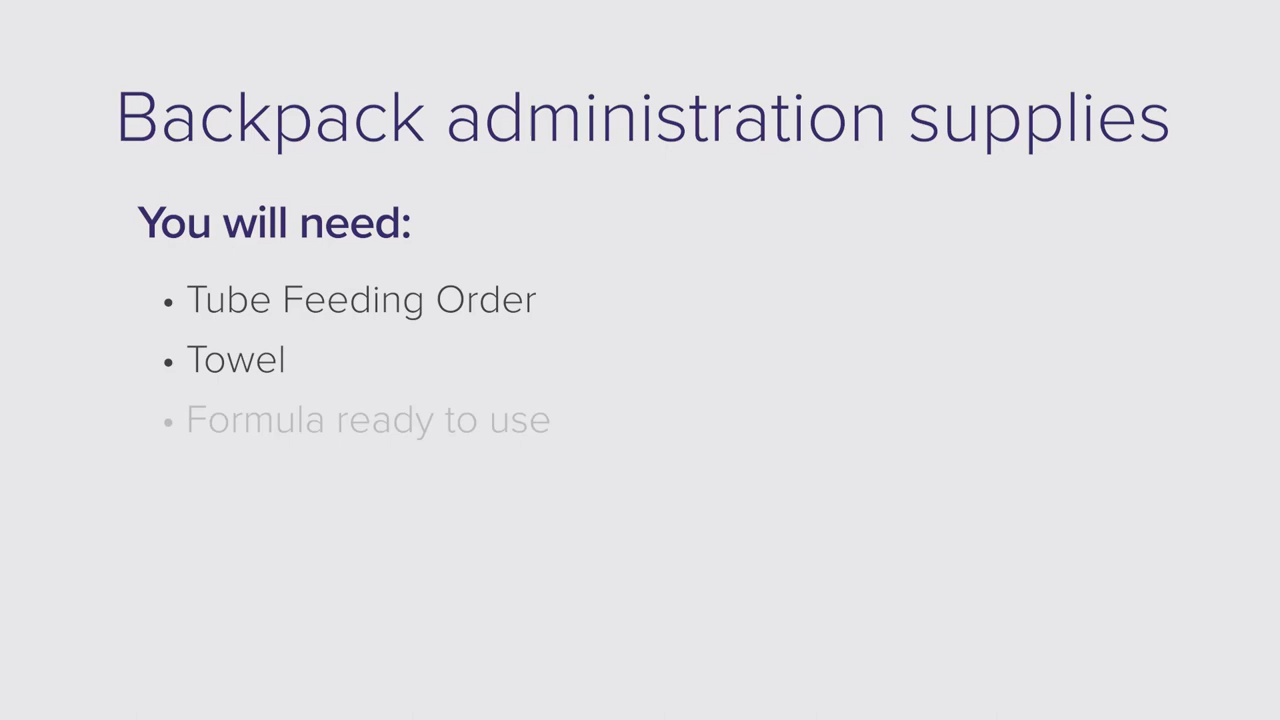 Backpack administration supplies
You will need:
• Tube Feeding Order
• Towel
• Formula ready to use